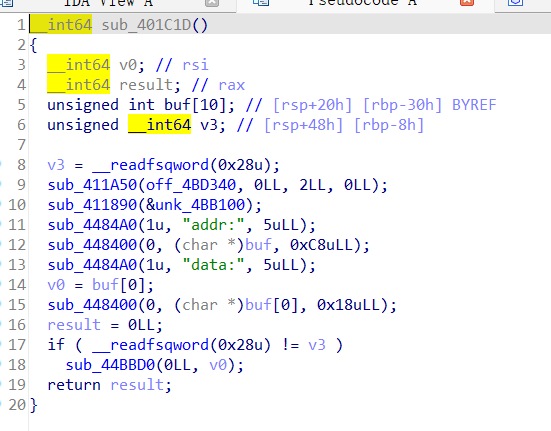 IDA View A Pseudocode A
1 __int64 sub_401C1D()
2 {
3 __int64 v0; // rsi
4 __int64 result; // rax
5 unsigned int buf[10]; // [rsp+20h] [rbp-30h] BYREF
6 unsigned __int64 v3; // [rsp+48h] [rbp-8h]
7
8 v3 = __readfsqword(0x28u);
9 sub_411A50(off_4BD340, 0LL, 2LL, 0LL);
10 sub_411890(&unk_4BB100);
11 sub_4484A0(1u, "addr:", 5uLL);
12 sub_448400(0, (char *)buf, 0xC8uLL);
13 sub_4484A0(1u, "data:", 5uLL);
14 v0 = buf[0];
15 sub_448400(0, (char *)buf[0], 0x18uLL);
16 result = 0LL;
17 if ( __readfsqword(0x28u) != v3 )
18 sub_44BBD0(0LL, v0);
19 return result;
20 }